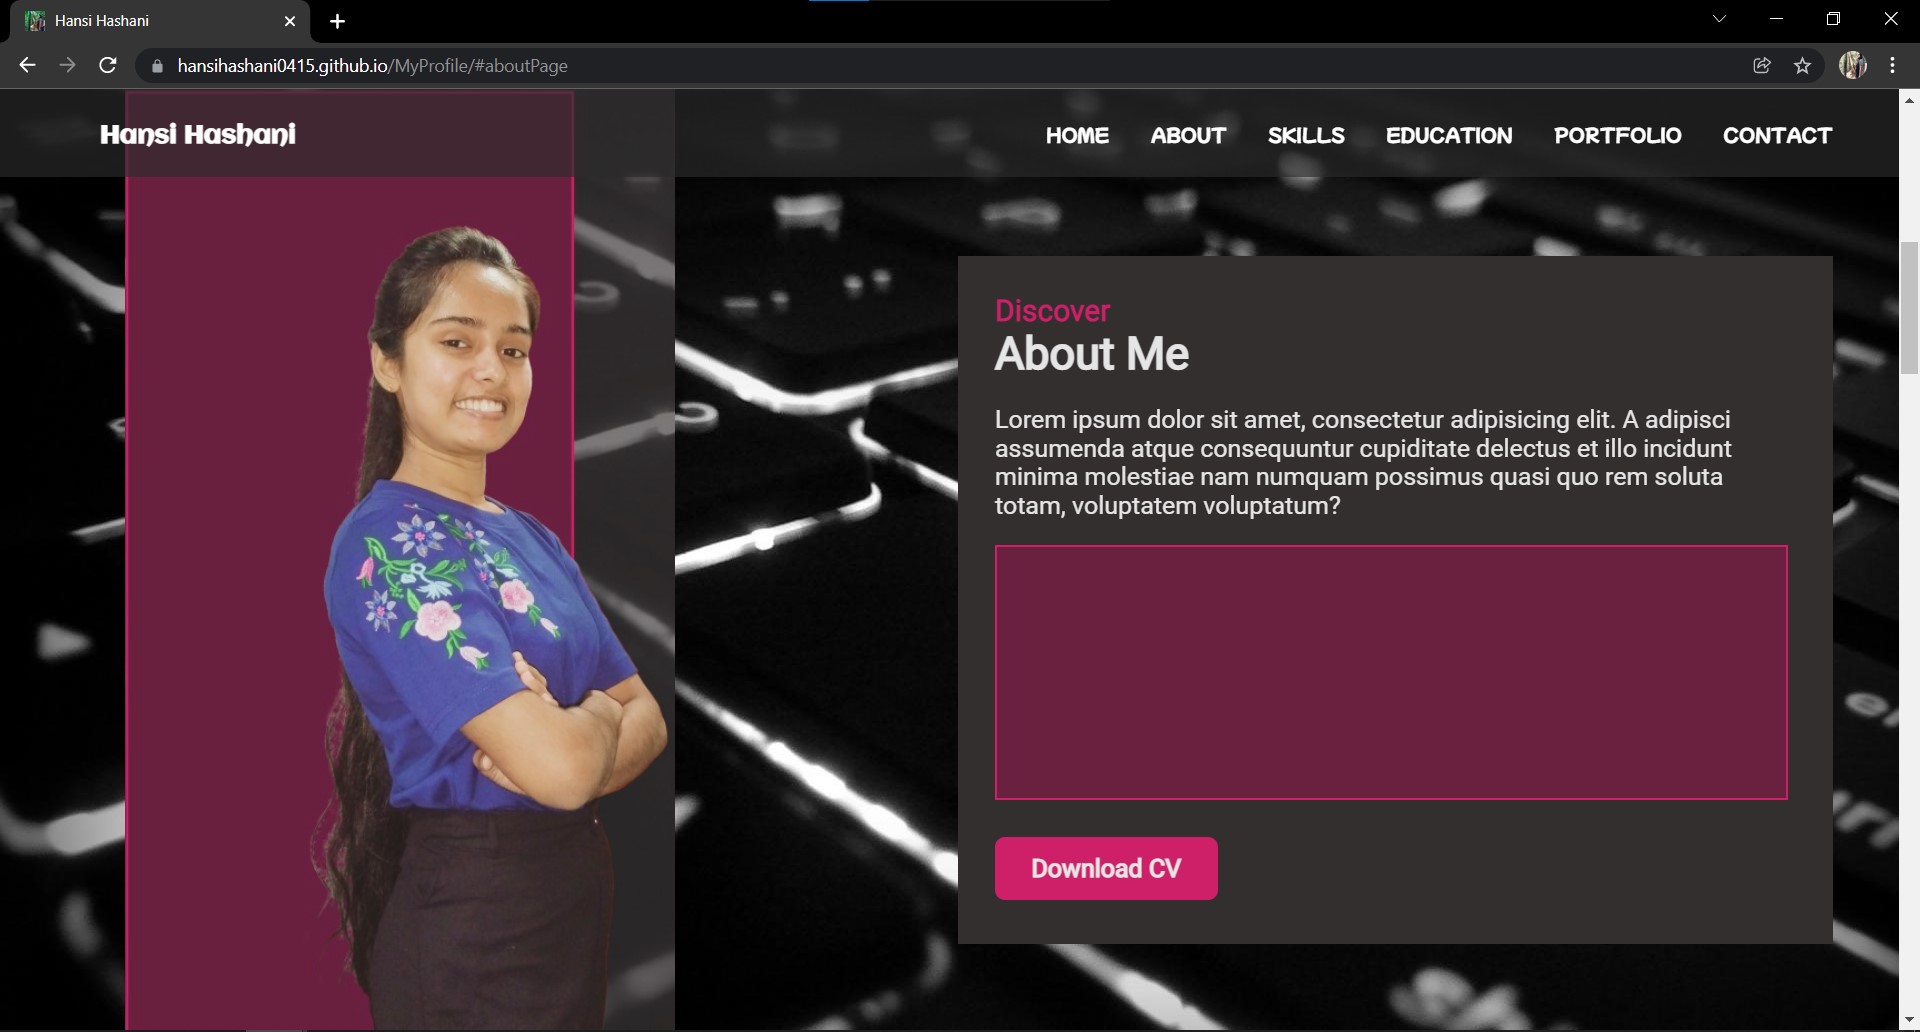 Hansi Hashani
hansihashani0415.github.io/MyProfile/#aboutPage
Hansi Hashani
HOME ABOUT SKILLS EDUCATION PORTFOLIO CONTACT
Discover
About Me
Lorem ipsum dolor sit amet, consectetur adipisicing elit. A adipisci
assumenda atque consequuntur cupiditate delectus et illo incidunt
minima molestiae nam numquam possimus quasi quo rem soluta
totam, voluptatem voluptatum?
Download CV